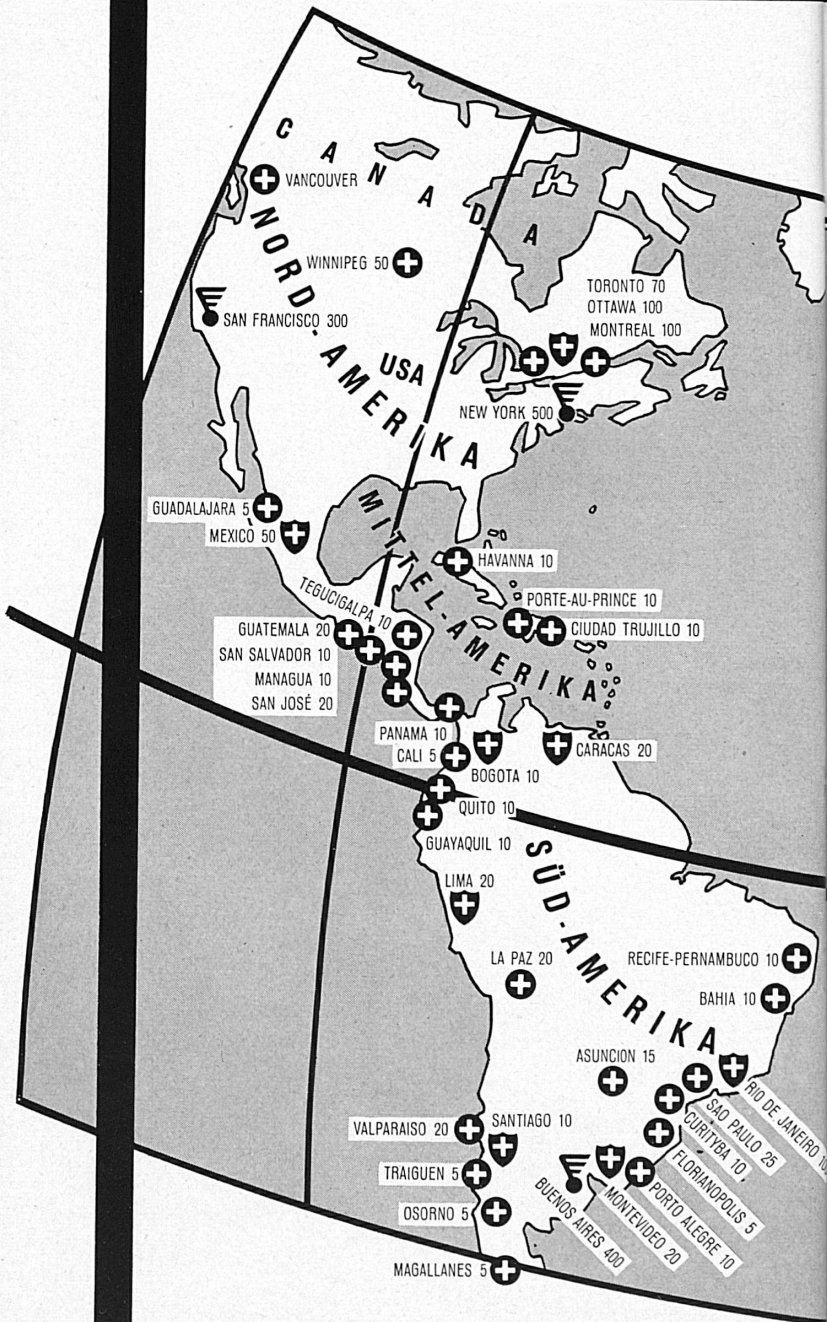 CANADA
VANCOUVER
NORD-AMERIKA
WINNIPEG 50
SAN FRANCISCO 300
USA
TORONTO 70
OTTAWA 100
MONTREAL 100
NEW YORK 500
GUADALAJARA 5
MEXICO 50
MITTEL-AMERIKA
HAVANNA 10
PORTE-AU-PRINCE 10
CIUDAD TRUJILLO 10
TEGUCIGALPA 10
GUATEMALA 20
SAN SALVADOR 10
MANAGUA 10
SAN JOSÉ 20
PANAMA 10
CALI 5
BOGOTA 10
CARACAS 20
QUITO 10
GUAYAQUIL 10
SÜD-AMERIKA
LIMA 20
LA PAZ 20
RECIFE-PERNAMBUCO 10
BAHIA 10
ASUNCION 15
RIO DE JANEIRO
SAO PAULO 25
CURITYBA 10
FLORIANOPOLIS 5
PORTO ALEGRE 10
MONTEVIDEO 20
BUENOS AIRES 400
VALPARAISO 20
SANTIAGO 10
TRAIGUEN 5
OSORNO 5
MAGALLANES 5